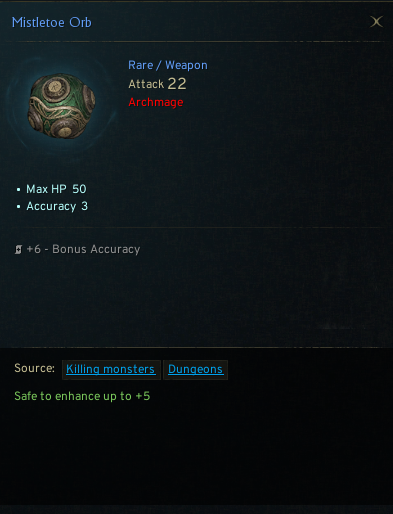 Mistletoe Orb
Rare / Weapon
Attack 22
Archmage
• Max HP 50
• Accuracy 3
+6 - Bonus Accuracy
Source: Killing monsters Dungeons
Safe to enhance up to +5